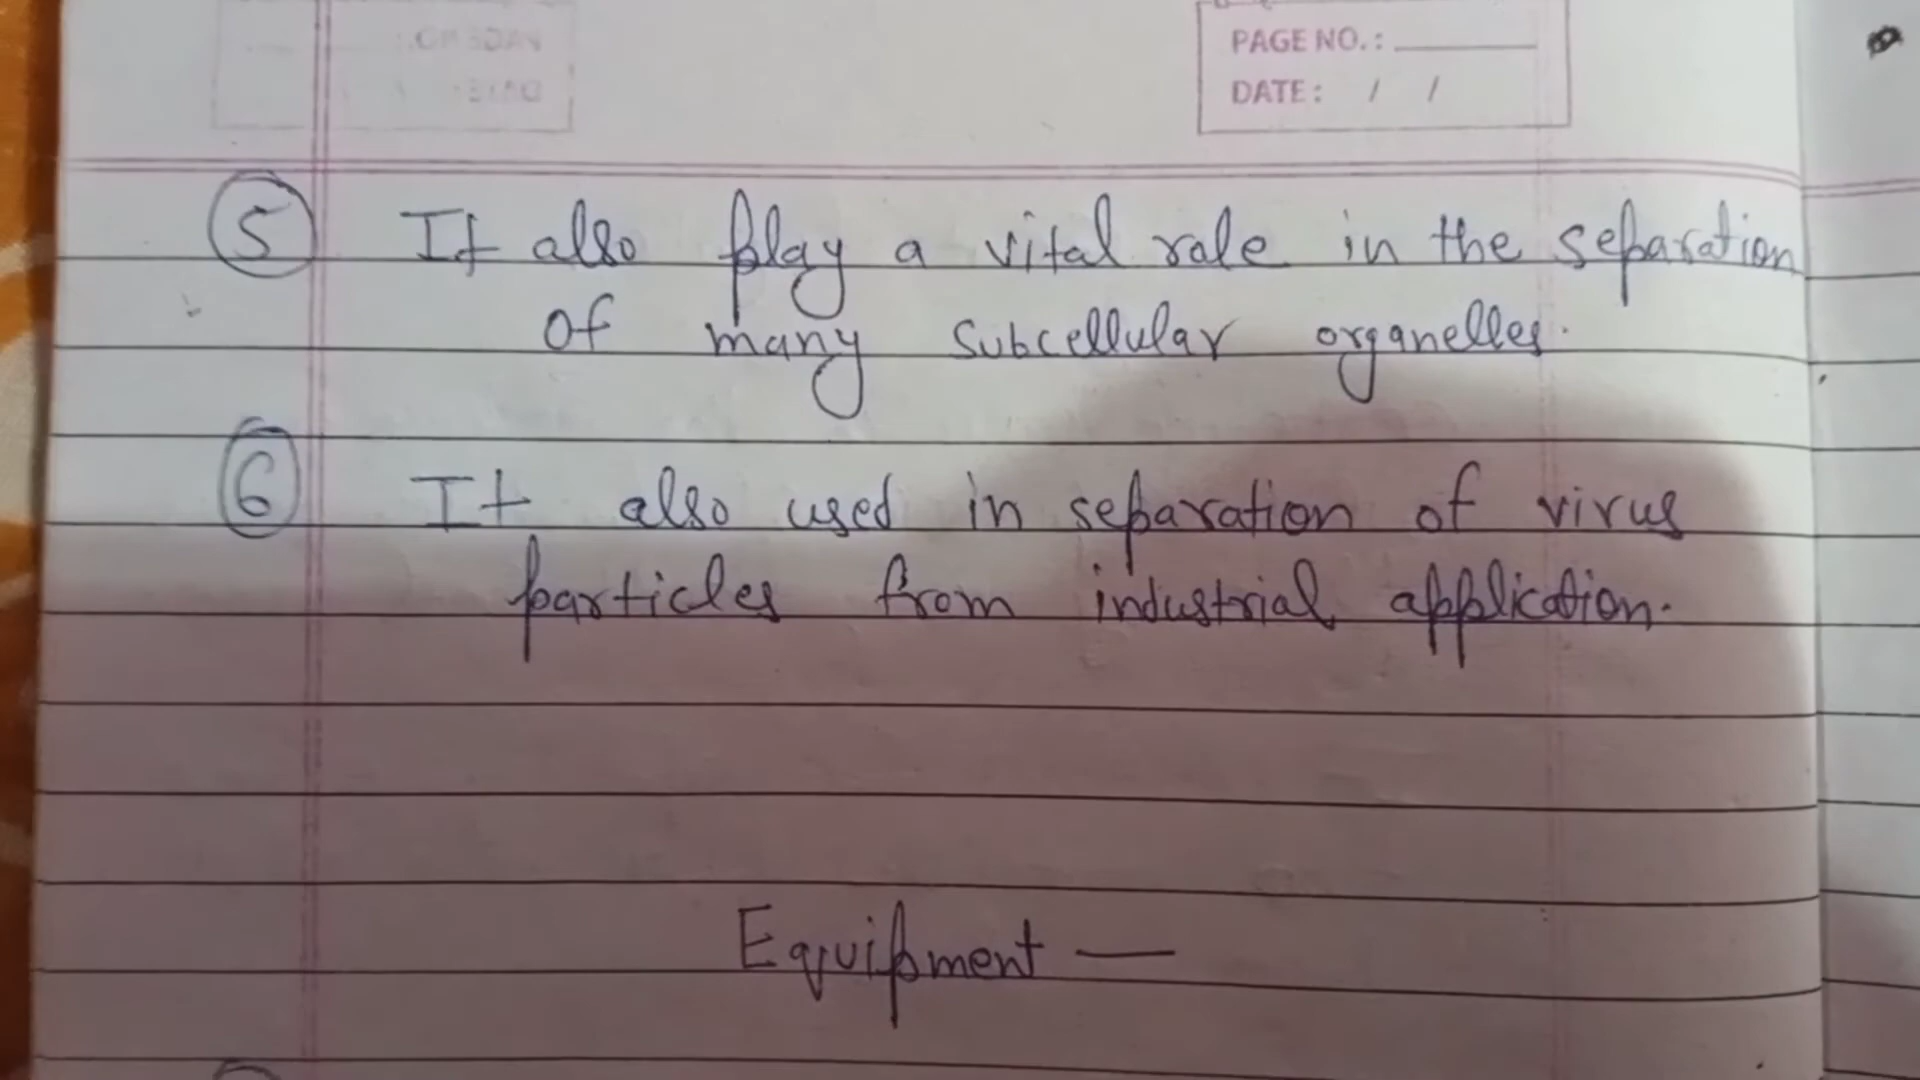 PAGE NO.:
DATE: / /
5 It also play a vital role in the separation
of many subcellular organelles.
6 It also used in separation of virus
particles from industrial application.
Equipment —